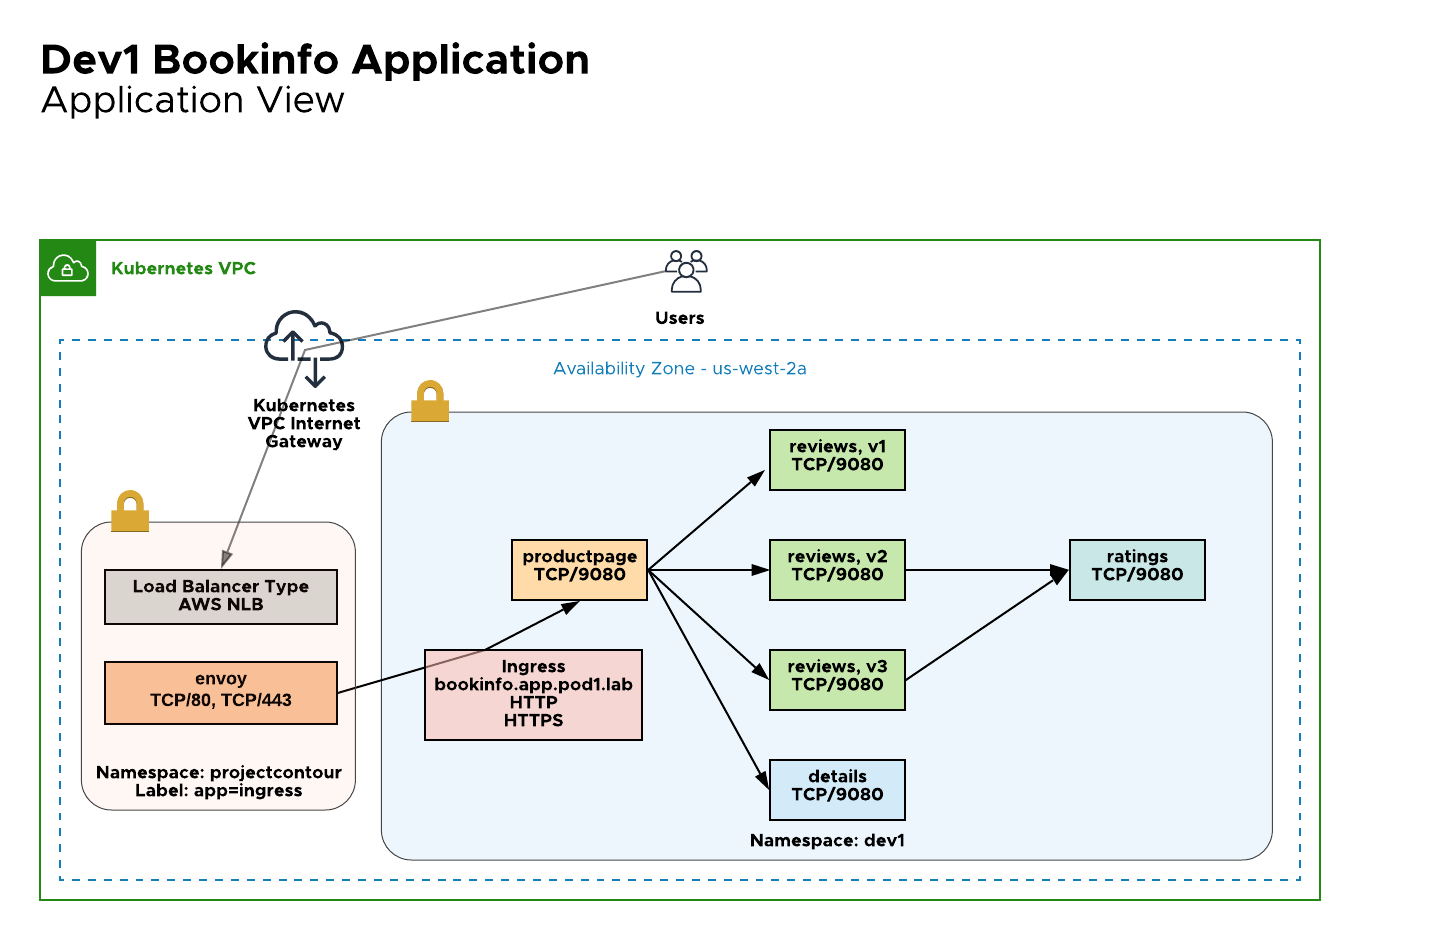 Dev1 Bookinfo Application
Application View
Kubernetes VPC
Users
Availability Zone - us-west-2a
Kubernetes
VPC Internet
Gateway
Load Balancer Type
AWS NLB
envoy
TCP/80, TCP/443
Namespace: projectcontour
Label: app=ingress
productpage
TCP/9080
Ingress
bookinfo.app.pod1.lab
HTTP
HTTPS
reviews, v1
TCP/9080
reviews, v2
TCP/9080
reviews, v3
TCP/9080
details
TCP/9080
ratings
TCP/9080
Namespace: dev1